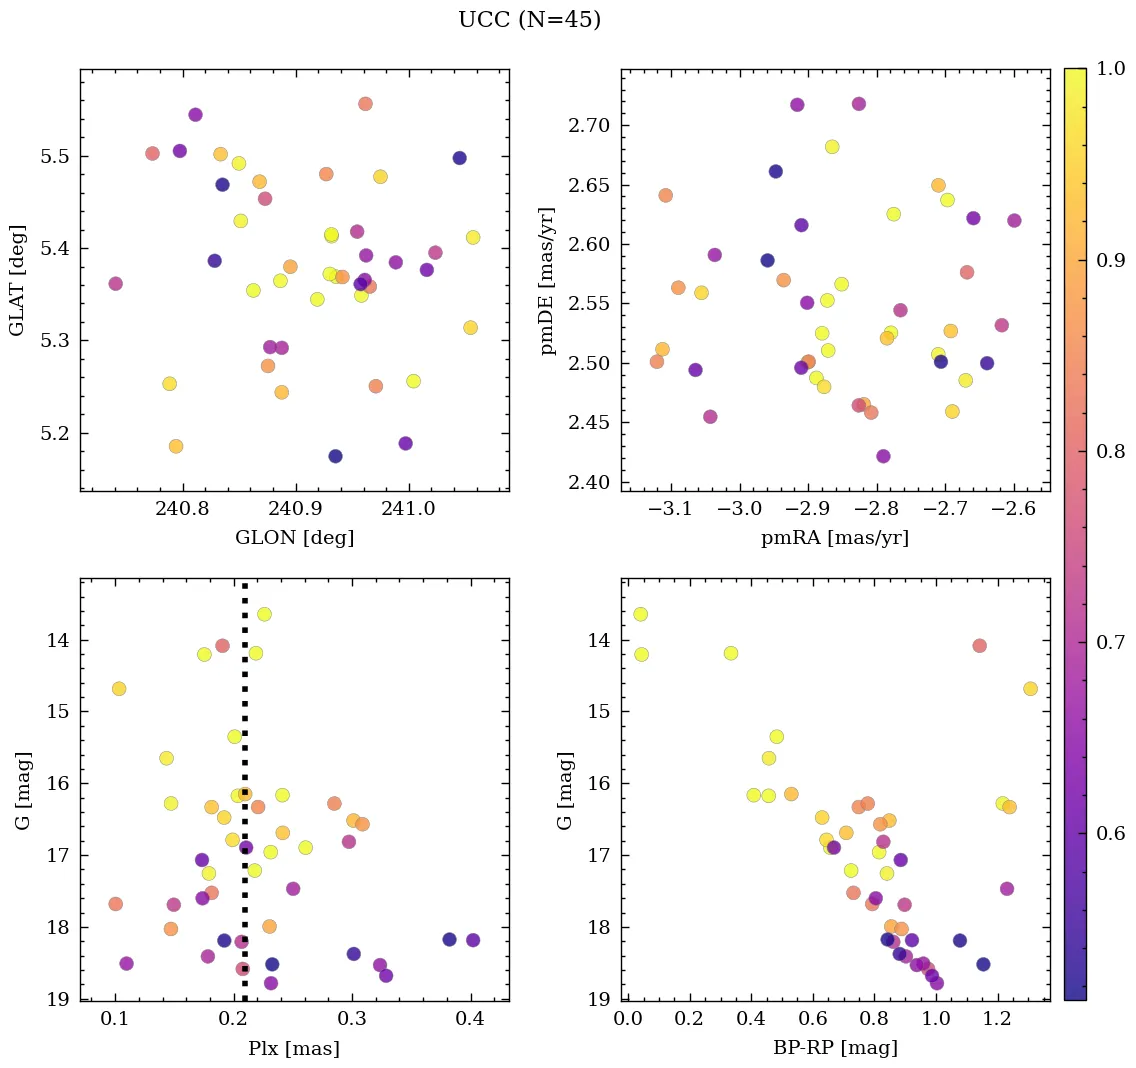 UCC (N=45)
5.5
5.4
5.3
5.2
GLAT [deg]
240.8 240.9 241.0
GLON [deg]
2.70
2.65
2.60
2.55
2.50
2.45
2.40
pmDE [mas/yr]
−3.1 −3.0 −2.9 −2.8 −2.7 −2.6
pmRA [mas/yr]
1.0
0.9
0.8
0.7
0.6
14
15
16
17
18
19
G [mag]
0.1 0.2 0.3 0.4
Plx [mas]
14
15
16
17
18
19
G [mag]
0.0 0.2 0.4 0.6 0.8 1.0 1.2
BP-RP [mag]